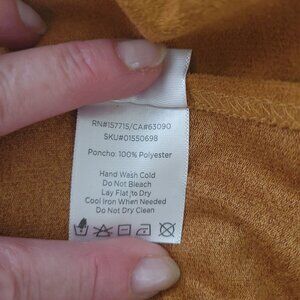 RN#157715/CA#63090
SKU#01550698
Poncho: 100% Polyester
Hand Wash Cold
Do Not Bleach
Lay Flat to Dry
Cool Iron When Needed
Do Not Dry Clean